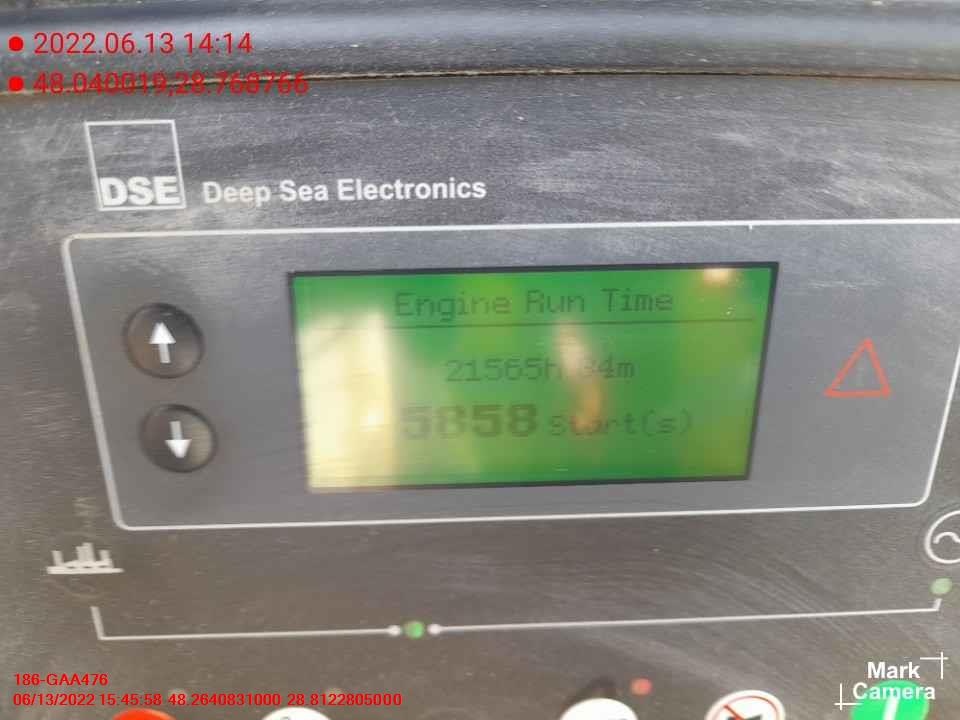 2022.06.13 14:14
48.040019,28.768766
DSE Deep Sea Electronics
Engine Run Time
21565h 34m
5858 Start(s)
186-GAA476
06/13/2022 15:45:58-48.2640831000-28.8122805000
Mark
Camera